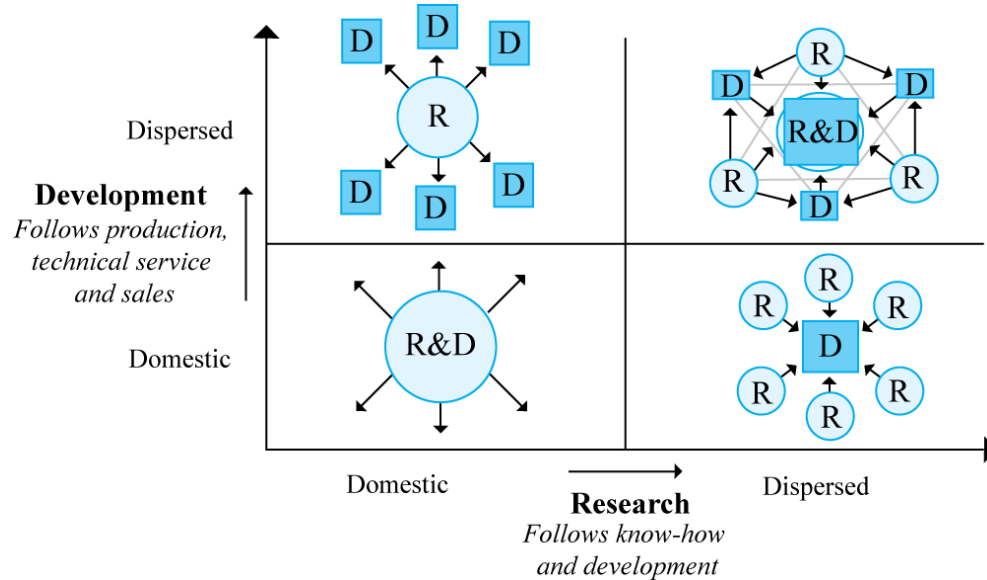 D
D
D
R
D
D
D
R
D
D
R&D
R
R
D
Dispersed
Development
Follows production,
technical service
and sales
Domestic
R&D
R
R
R
D
R
R
R
Domestic
Dispersed
Research
Follows know-how
and development